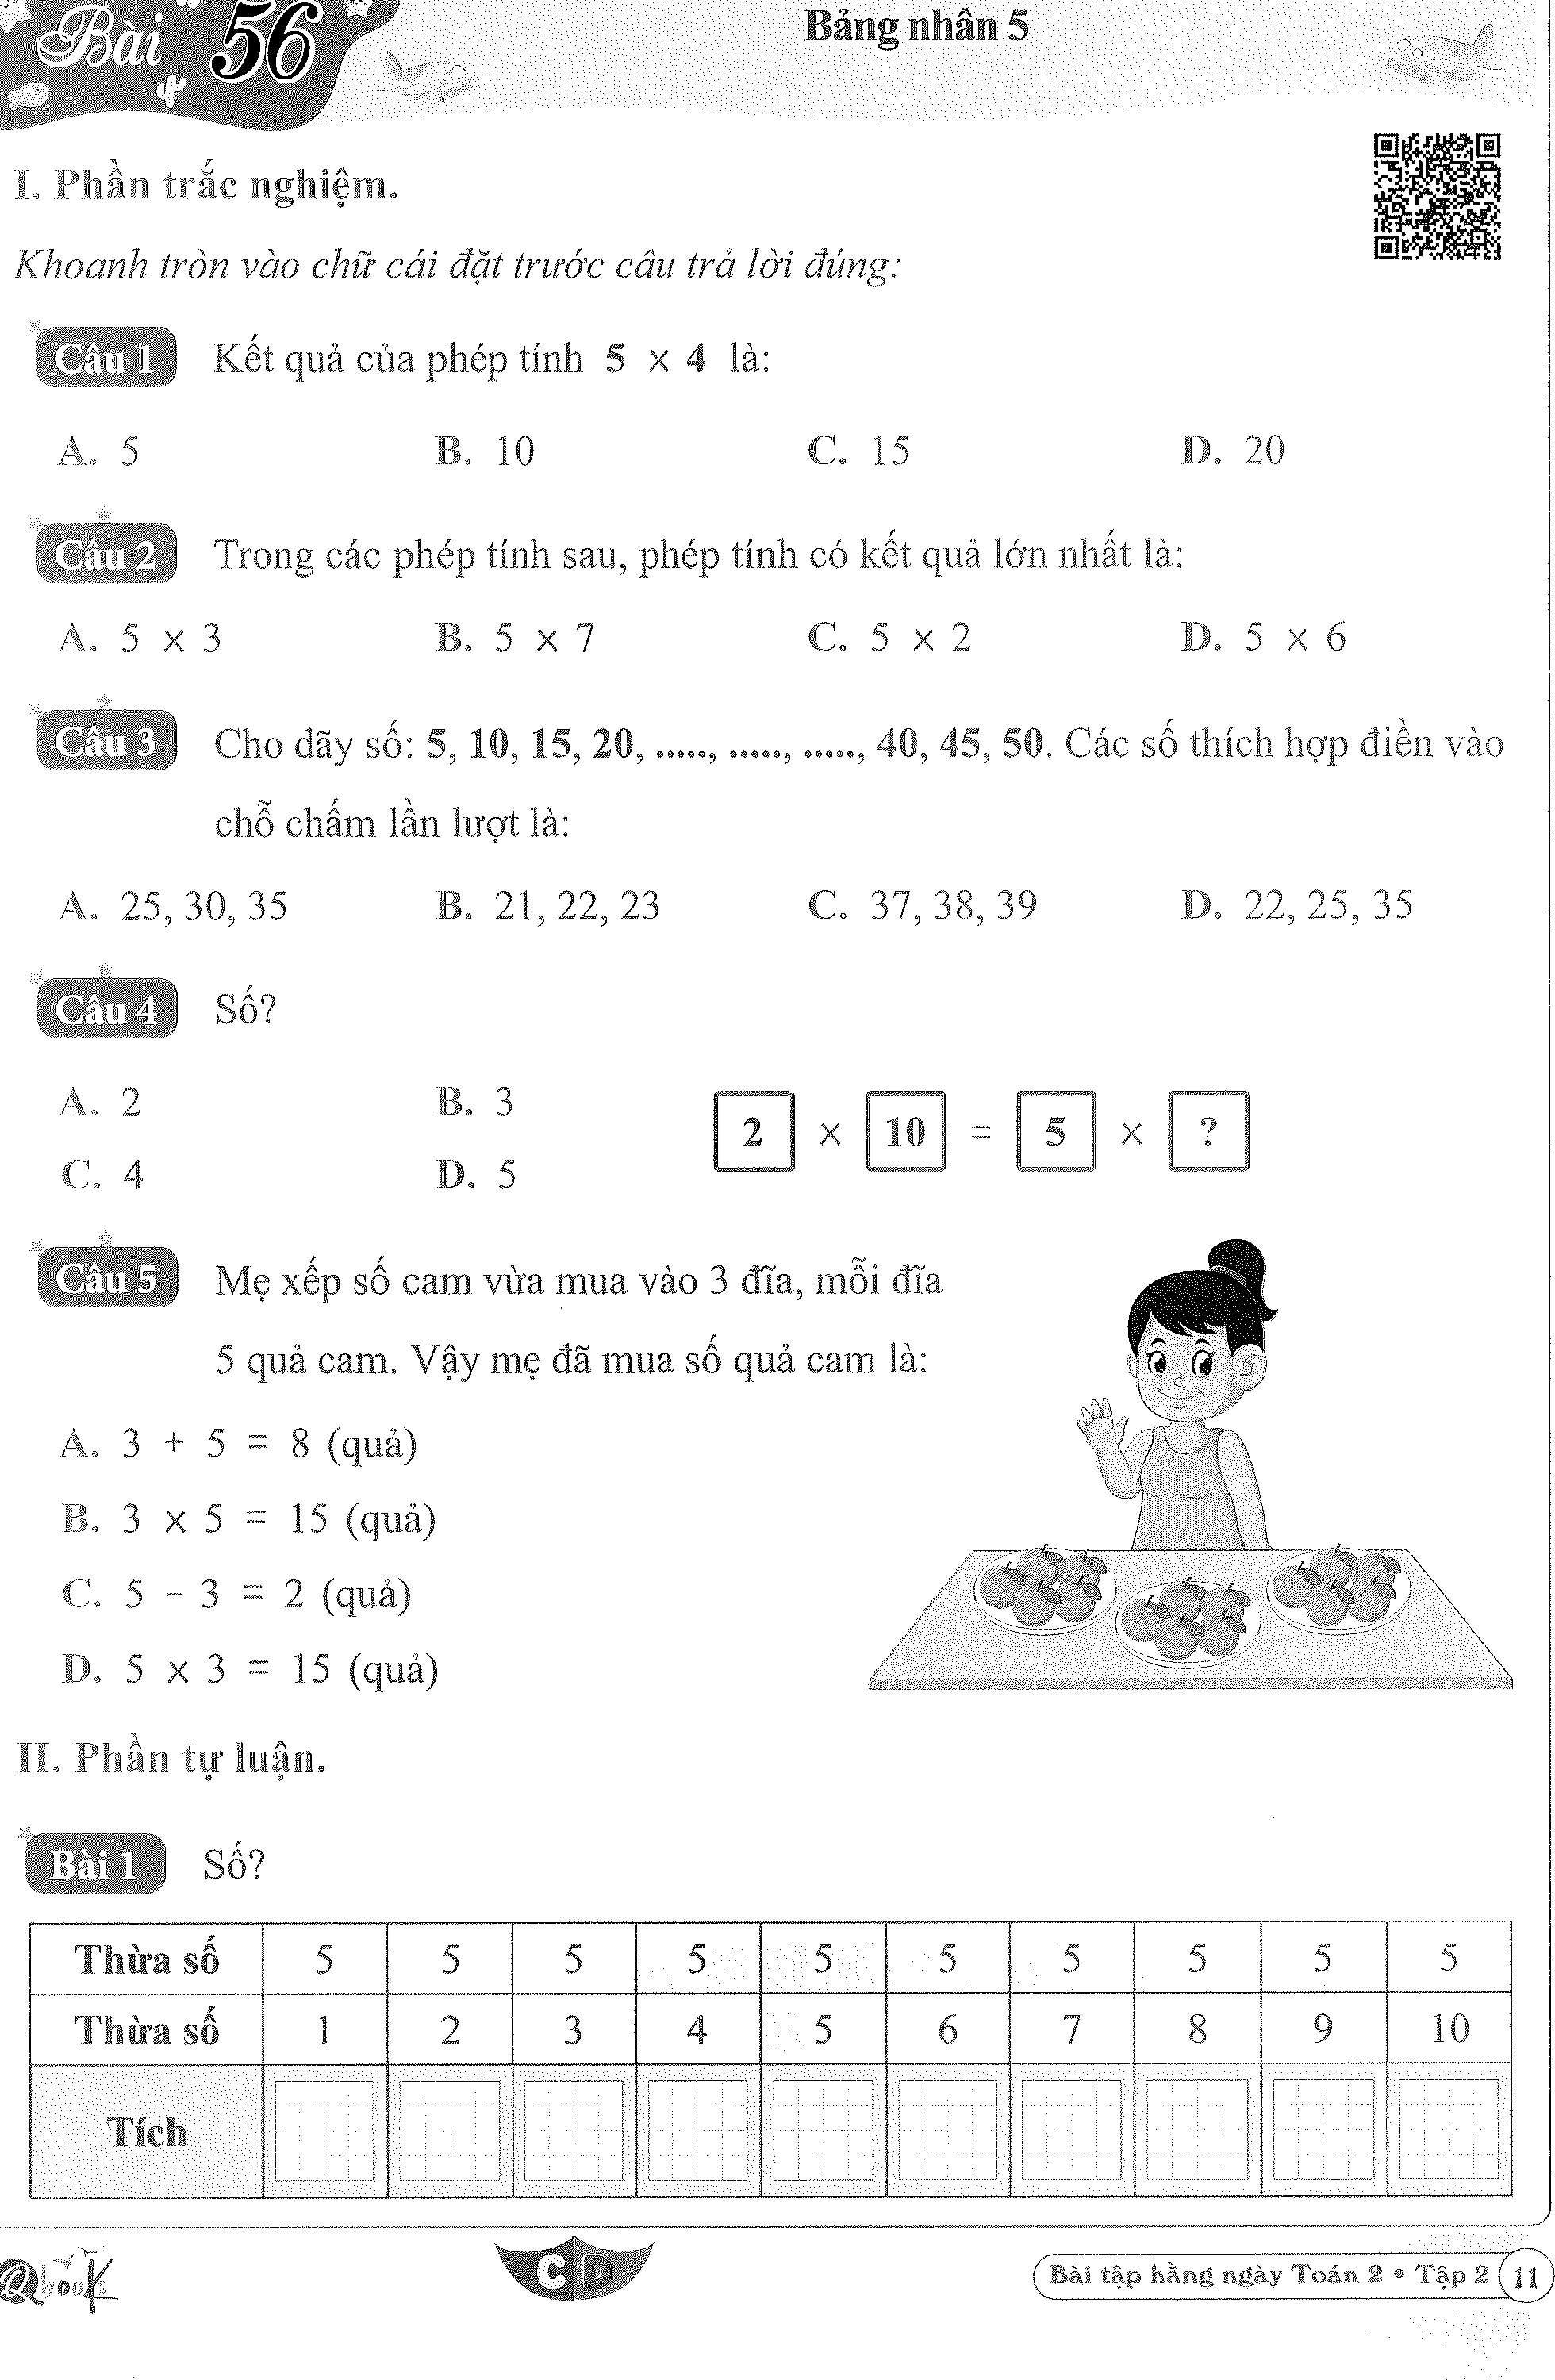 Bài 56
Bảng nhân 5
I. Phần trắc nghiệm.
Khoanh tròn vào chữ cái đặt trước câu trả lời đúng:
Câu 1 Kết quả của phép tính 5 × 4 là:
A. 5 B. 10 C. 15 D. 20
Câu 2 Trong các phép tính sau, phép tính có kết quả lớn nhất là:
A. 5 × 3 B. 5 × 7 C. 5 × 2 D. 5 × 6
Câu 3 Cho dãy số: 5, 10, 15, 20, ....., ....., ....., 40, 45, 50. Các số thích hợp điền vào
chỗ chấm lần lượt là:
A. 25, 30, 35 B. 21, 22, 23 C. 37, 38, 39 D. 22, 25, 35
Câu 4 Số?
A. 2 B. 3
2 × 10 = 5 × ?
C. 4 D. 5
Câu 5 Mẹ xếp số cam vừa mua vào 3 đĩa, mỗi đĩa
5 quả cam. Vậy mẹ đã mua số quả cam là:
A. 3 + 5 = 8 (quả)
B. 3 × 5 = 15 (quả)
C. 5 - 3 = 2 (quả)
D. 5 × 3 = 15 (quả)
II. Phần tự luận.
Bài 1 Số?
Thừa số 5 5 5 5 5 5 5 5 5 5
Thừa số 1 2 3 4 5 6 7 8 9 10
Tích
Qbook
CD
Bài tập hằng ngày Toán 2 • Tập 2 11